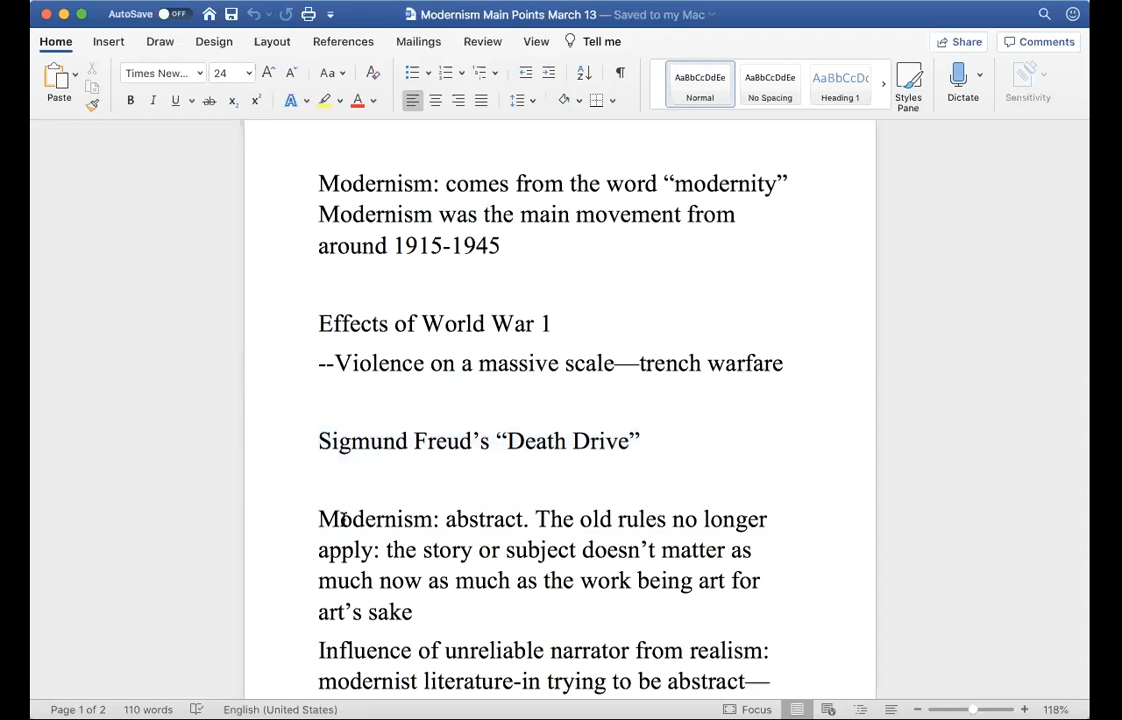 AutoSave OFF
Modernism Main Points March 13 — Saved to my Mac
Home Insert Draw Design Layout References Mailings Review View Tell me Share Comments
Paste
Times New... 24
AaBbCcDdEe AaBbCcDdEe AaBbCcDc
Normal No Spacing Heading 1
Styles Pane
Dictate
Sensitivity
Modernism: comes from the word “modernity”
Modernism was the main movement from
around 1915-1945
Effects of World War 1
--Violence on a massive scale—trench warfare
Sigmund Freud’s “Death Drive”
Modernism: abstract. The old rules no longer
apply: the story or subject doesn’t matter as
much now as much as the work being art for
art’s sake
Influence of unreliable narrator from realism:
modernist literature-in trying to be abstract—
Page 1 of 2 110 words English (United States) Focus 118%